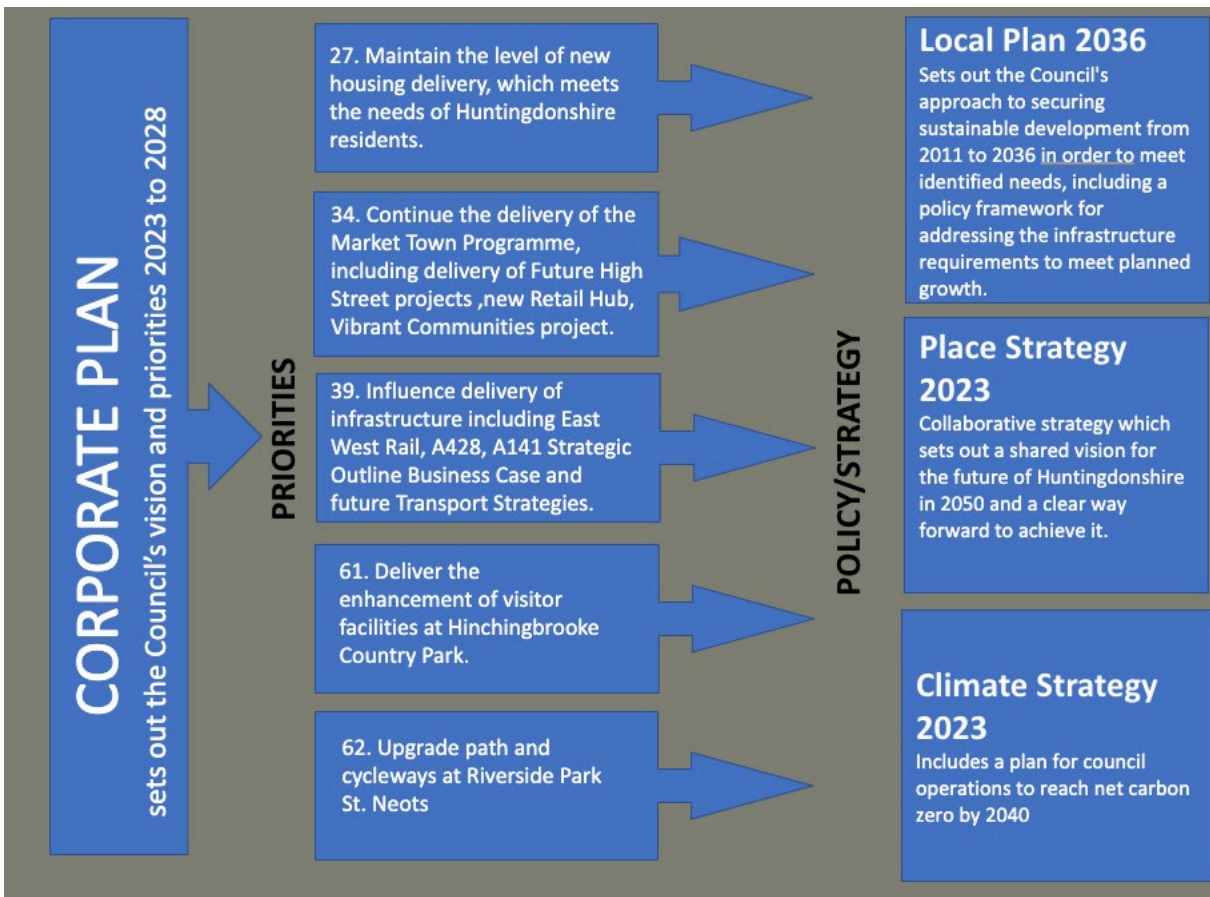 CORPORATE PLAN
sets out the Council’s vision and priorities 2023 to 2028
PRIORITIES
27. Maintain the level of new
housing delivery, which meets
the needs of Huntingdonshire
residents.
34. Continue the delivery of the
Market Town Programme,
including delivery of Future High
Street projects ,new Retail Hub,
Vibrant Communities project.
39. Influence delivery of
infrastructure including East
West Rail, A428, A141 Strategic
Outline Business Case and
future Transport Strategies.
61. Deliver the
enhancement of visitor
facilities at Hinchingbrooke
Country Park.
62. Upgrade path and
cycleways at Riverside Park
St. Neots
POLICY/STRATEGY
Local Plan 2036
Sets out the Council's
approach to securing
sustainable development from
2011 to 2036 in order to meet
identified needs, including a
policy framework for
addressing the infrastructure
requirements to meet planned
growth.
Place Strategy
2023
Collaborative strategy which
sets out a shared vision for
the future of Huntingdonshire
in 2050 and a clear way
forward to achieve it.
Climate Strategy
2023
Includes a plan for council
operations to reach net carbon
zero by 2040